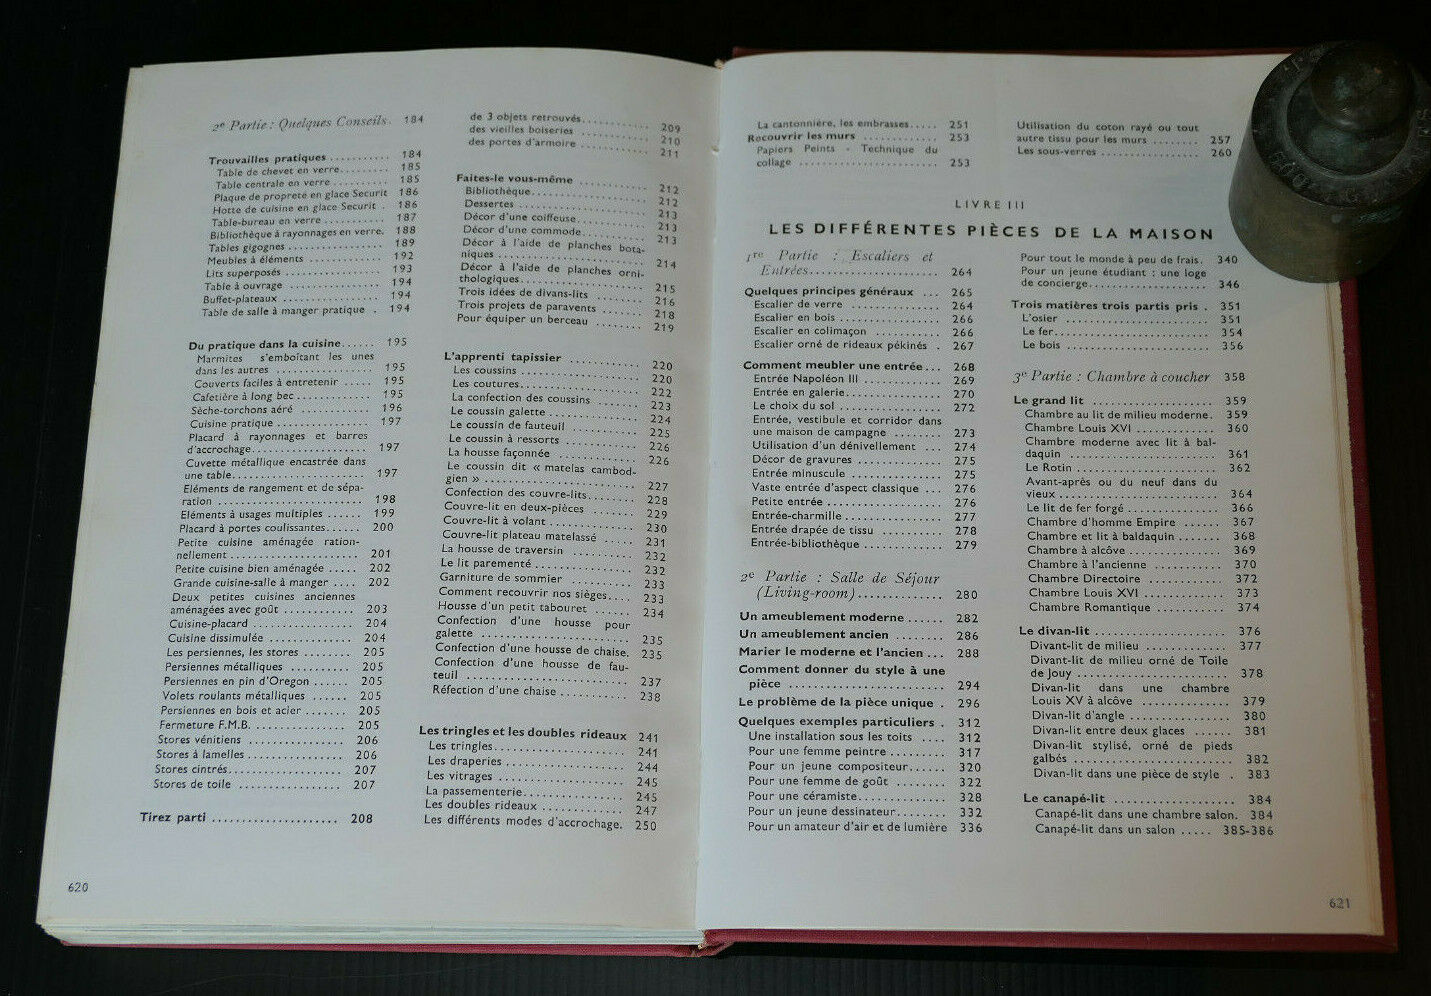 2e Partie : Quelques Conseils. 184
Trouvailles pratiques ........... 184
Table de chevet en verre......... 185
Table centrale en verre .......... 185
Plaque de propreté en glace Securit 186
Hotte de cuisine en glace Securit . 186
Table-bureau en verre ............ 187
Bibliothèque à rayonnages en verre. 188
Tables gigognes .................. 189
Meubles à éléments .............. 192
Lits superposés .................. 193
Table à ouvrage .................. 194
Buffet-plateaux ................... 194
Table de salle à manger pratique . 194
Du pratique dans la cuisine...... 195
Marmites s'emboîtant les unes
dans les autres ................. 195
Couverts faciles à entretenir ..... 195
Cafetière à long bec.............. 195
Sèche-torchons aéré ............. 196
Cuisine pratique ................. 197
Placard à rayonnages et barres
d'accrochage.................... 197
Cuvette métallique encastrée dans
une table....................... 197
Eléments de rangement et de sépa-
ration ......................... 198
Eléments à usages multiples ....... 199
Placard à portes coulissantes...... 200
Petite cuisine aménagée ration-
nellement ..................... 201
Petite cuisine bien aménagée ..... 202
Grande cuisine-salle à manger .... 202
Deux petites cuisines anciennes
aménagées avec goût ............ 203
Cuisine-placard .................. 204
Cuisine dissimulée ............... 204
Les persiennes, les stores ........ 205
Persiennes métalliques .......... 205
Persiennes en pin d'Oregon ...... 205
Volets roulants métalliques ...... 205
Persiennes en bois et acier ....... 205
Fermeture F.M.B. ................ 205
Stores vénitiens ................. 206
Stores à lamelles ................ 206
Stores cintrés.................... 207
Stores de toile .................. 207
Tirez parti ..................... 208
620
de 3 objets retrouvés............ 209
des vieilles boiseries ............ 210
des portes d'armoire ............ 211
Faites-le vous-même ............ 212
Bibliothèque..................... 212
Dessertes ....................... 212
Décor d'une coiffeuse............ 213
Décor d'une commode............ 213
Décor à l'aide de planches bota-
niques ........................ 214
Décor à l'aide de planches orni-
thologiques.................... 215
Trois idées de divans-lits ......... 216
Trois projets de paravents ........ 218
Pour équiper un berceau ........ 219
L'apprenti tapissier ............. 220
Les coussins ..................... 220
Les coutures..................... 222
La confection des coussins ....... 223
Le coussin galette ............... 224
Le coussin de fauteuil ............ 225
Le coussin à ressorts ............. 226
La housse façonnée .............. 226
Le coussin dit « matelas cambod-
gien » ........................ 227
Confection des couvre-lits......... 228
Couvre-lit en deux-pièces ........ 229
Couvre-lit à volant .............. 230
Couvre-lit plateau matelassé ..... 231
La housse de traversin ........... 232
Le lit parementé ................. 232
Garniture de sommier ............ 233
Comment recouvrir nos sièges.... 233
Housse d'un petit tabouret ...... 234
Confection d'une housse pour
galette ........................ 235
Confection d'une housse de chaise. 235
Confection d'une housse de fau-
teuil .......................... 237
Réfection d'une chaise ............ 238
Les tringles et les doubles rideaux 241
Les tringles...................... 241
Les draperies .................... 244
Les vitrages ..................... 245
La passementerie................. 245
Les doubles rideaux .............. 247
Les différents modes d'accrochage. 250
La cantonnière, les embrasses..... 251
Recouvrir les murs ............. 253
Papiers Peints - Technique du
collage ......................... 253
Utilisation du coton rayé ou tout
autre tissu pour les murs ........ 257
Les sous-verres ................. 260
LIVRE III
LES DIFFÉRENTES PIÈCES DE LA MAISON
1re Partie : Escaliers et
Entrées..................... 264
Quelques principes généraux ... 265
Escalier de verre ................ 264
Escalier en bois .................. 266
Escalier en colimaçon ............ 266
Escalier orné de rideaux pékinés . 267
Comment meubler une entrée... 268
Entrée Napoléon III .............. 269
Entrée en galerie................. 270
Le choix du sol .................. 272
Entrée, vestibule et corridor dans
une maison de campagne ........ 273
Utilisation d'un dénivellement .... 274
Décor de gravures ............... 275
Entrée minuscule ................ 275
Vaste entrée d'aspect classique ... 276
Petite entrée .................... 276
Entrée-charmille ................. 277
Entrée drapée de tissu ........... 278
Entrée-bibliothèque .............. 279
2e Partie : Salle de Séjour
(Living-room).............. 280
Un ameublement moderne ...... 282
Un ameublement ancien ........ 286
Marier le moderne et l'ancien... 288
Comment donner du style à une
pièce ......................... 294
Le problème de la pièce unique . 296
Quelques exemples particuliers . 312
Une installation sous les toits .... 312
Pour une femme peintre.......... 317
Pour un jeune compositeur....... 320
Pour une femme de goût ......... 322
Pour une céramiste............... 328
Pour un jeune dessinateur........ 332
Pour un amateur d'air et de lumière 336
Pour tout le monde à peu de frais. 340
Pour un jeune étudiant : une loge
de concierge.................... 346
Trois matières trois partis pris . 351
L'osier .......................... 351
Le fer........................... 354
Le bois .......................... 356
3e Partie : Chambre à coucher 358
Le grand lit .................... 359
Chambre au lit de milieu moderne. 359
Chambre Louis XVI .............. 360
Chambre moderne avec lit à bal-
daquin ........................ 361
Le Rotin ........................ 362
Avant-après ou du neuf dans du
vieux .......................... 364
Le lit de fer forgé ............... 366
Chambre d'homme Empire ...... 367
Chambre et lit à baldaquin ....... 368
Chambre à alcôve ................ 369
Chambre à l'ancienne ............ 370
Chambre Directoire .............. 372
Chambre Louis XVI .............. 373
Chambre Romantique ............ 374
Le divan-lit ..................... 376
Divan-lit de milieu ............... 377
Divan-lit de milieu orné de Toile
de Jouy ....................... 378
Divan-lit dans une chambre
Louis XV à alcôve .............. 379
Divan-lit d'angle ................. 380
Divan-lit entre deux glaces ....... 381
Divan-lit stylisé, orné de pieds
galbés ......................... 382
Divan-lit dans une pièce de style . 383
Le canapé-lit ................... 384
Canapé-lit dans une chambre salon. 384
Canapé-lit dans un salon ..... 385-386
621